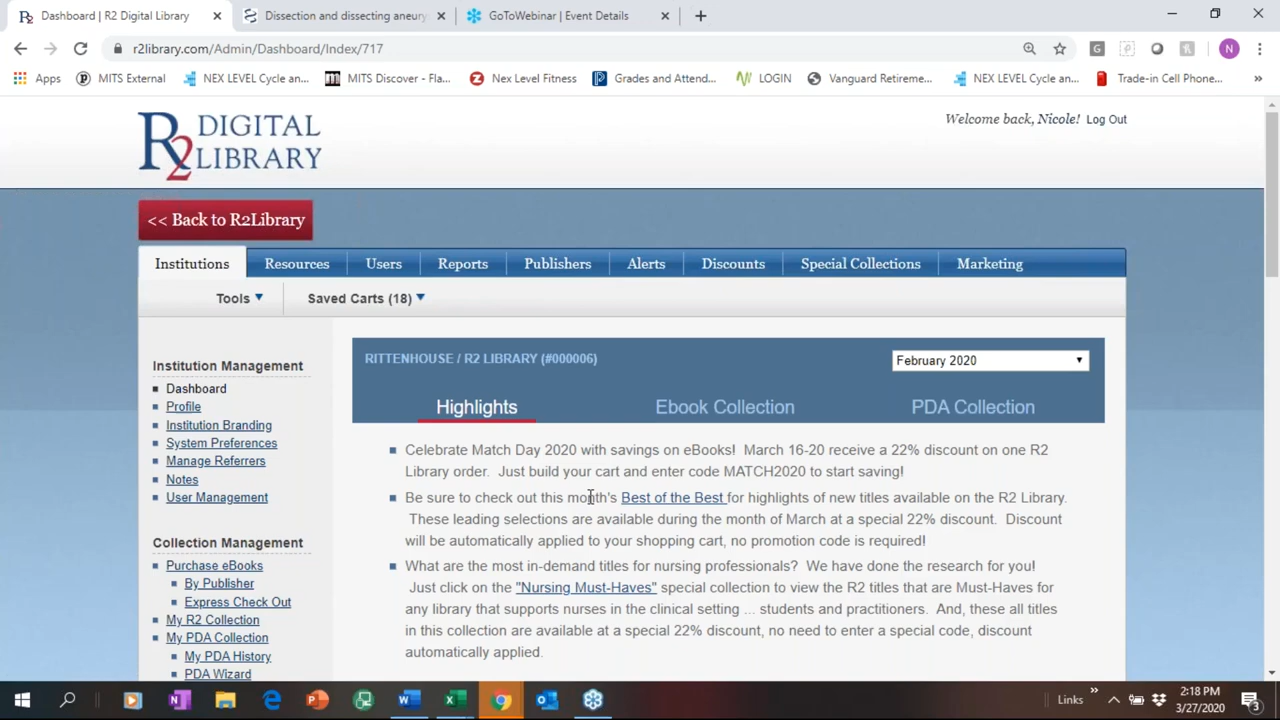 Dashboard | R2 Digital Library
Dissection and dissecting aneury
GoToWebinar | Event Details
r2library.com/Admin/Dashboard/Index/717
N
Apps
MITS External
NEX LEVEL Cycle an...
MITS Discover - Fla...
Nex Level Fitness
Grades and Attend...
LOGIN
Vanguard Retireme...
NEX LEVEL Cycle an...
Trade-in Cell Phone...
»
R2 DIGITAL LIBRARY
Welcome back, Nicole! Log Out
<< Back to R2Library
Institutions Resources Users Reports Publishers Alerts Discounts Special Collections Marketing
Tools Saved Carts (18)
Institution Management
Dashboard
Profile
Institution Branding
System Preferences
Manage Referrers
Notes
User Management
Collection Management
Purchase eBooks
By Publisher
Express Check Out
My R2 Collection
My PDA Collection
My PDA History
PDA Wizard
RITTENHOUSE / R2 LIBRARY (#000006)
February 2020
Highlights Ebook Collection PDA Collection
Celebrate Match Day 2020 with savings on eBooks! March 16-20 receive a 22% discount on one R2
Library order. Just build your cart and enter code MATCH2020 to start saving!
Be sure to check out this month's Best of the Best for highlights of new titles available on the R2 Library.
These leading selections are available during the month of March at a special 22% discount. Discount
will be automatically applied to your shopping cart, no promotion code is required!
What are the most in-demand titles for nursing professionals? We have done the research for you!
Just click on the "Nursing Must-Haves" special collection to view the R2 titles that are Must-Haves for
any library that supports nurses in the clinical setting ... students and practitioners. And, these all titles
in this collection are available at a special 22% discount, no need to enter a special code, discount
automatically applied.
Links
2:18 PM
3/27/2020
3